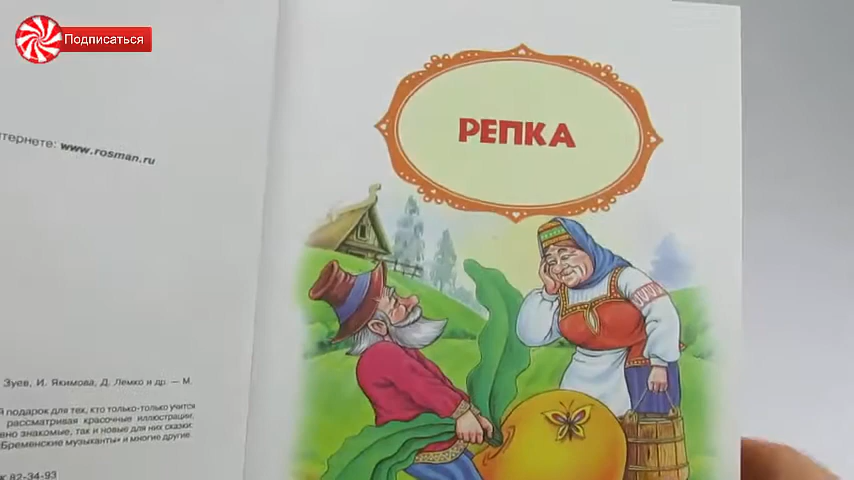 Подписаться
РЕПКА
тернете: www.rosman.ru
Зуев, И. Якимова, Д. Лемко и др. — М.
подарок для тех, кто только-только учится
рассматривая красочные иллюстрации,
знакомые, так и новые для них сказки:
«Бременские музыканты» и многие другие.
82-34-93